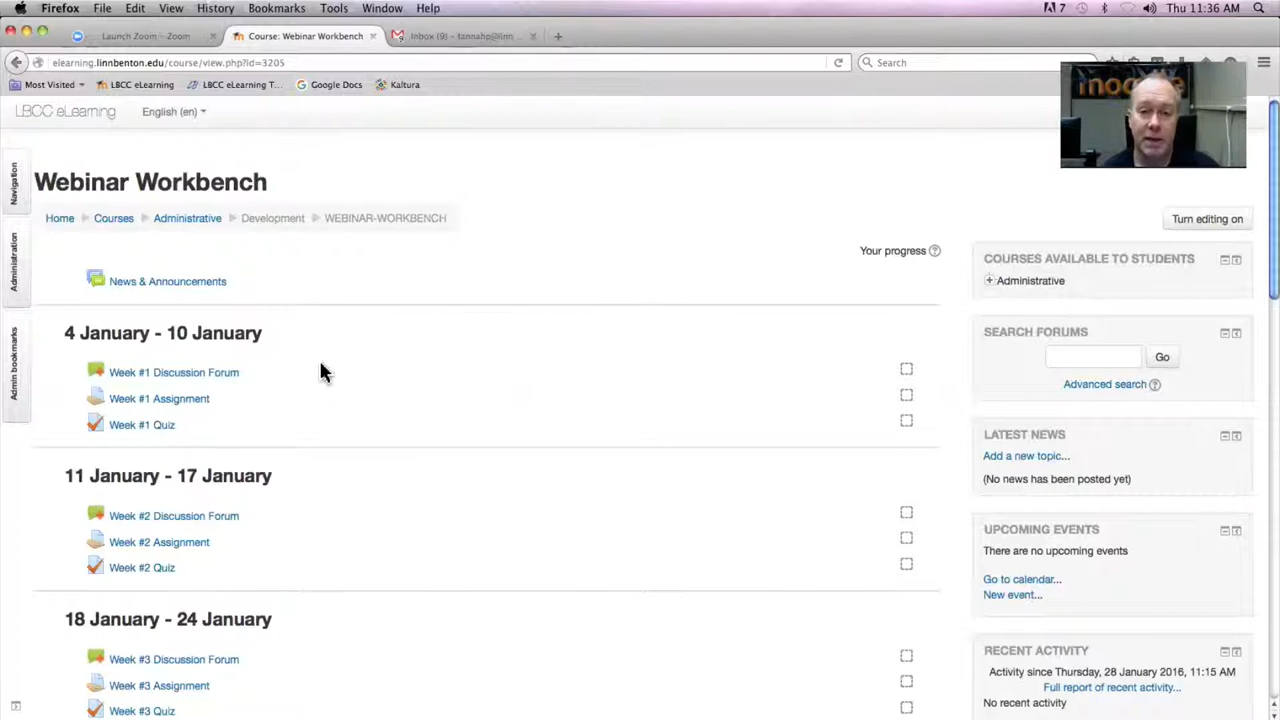 Firefox File Edit View History Bookmarks Tools Window Help 7 Thu 11:36 AM
Launch Zoom - Zoom Course: Webinar Workbench Inbox (9) - tannahp@linn ...
elearning.linnbenton.edu/course/view.php?id=3205 Search
Most Visited LBCC eLearning LBCC eLearning T... Google Docs Kaltura
LBCC eLearning English (en)
moodle
Navigation
Administration
Admin bookmarks
Webinar Workbench
Home Courses Administrative Development WEBINAR-WORKBENCH
Turn editing on
Your progress
News & Announcements
4 January - 10 January
Week #1 Discussion Forum
Week #1 Assignment
Week #1 Quiz
11 January - 17 January
Week #2 Discussion Forum
Week #2 Assignment
Week #2 Quiz
18 January - 24 January
Week #3 Discussion Forum
Week #3 Assignment
Week #3 Quiz
COURSES AVAILABLE TO STUDENTS
Administrative
SEARCH FORUMS
Go
Advanced search
LATEST NEWS
Add a new topic...
(No news has been posted yet)
UPCOMING EVENTS
There are no upcoming events
Go to calendar...
New event...
RECENT ACTIVITY
Activity since Thursday, 28 January 2016, 11:15 AM
Full report of recent activity...
No recent activity